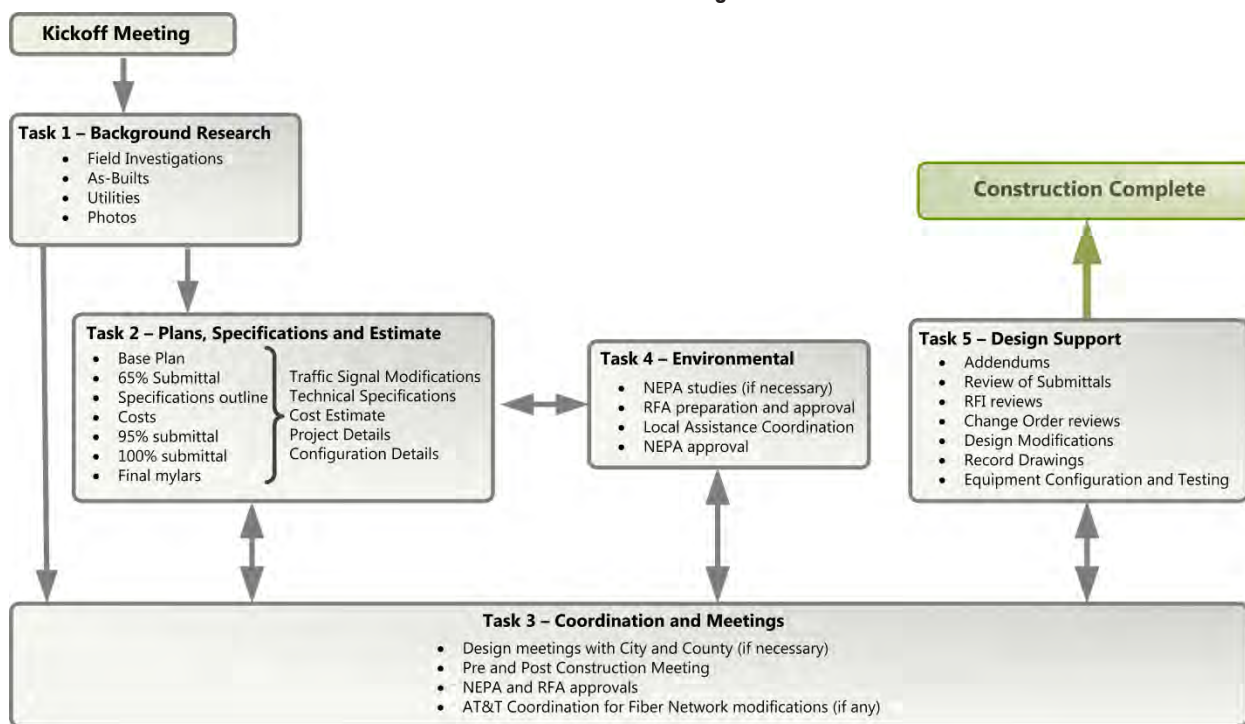 Kickoff Meeting
Task 1 – Background Research
• Field Investigations
• As-Builts
• Utilities
• Photos
Construction Complete
Task 2 – Plans, Specifications and Estimate
• Base Plan
• 65% Submittal
• Specifications outline
• Costs
• 95% submittal
• 100% submittal
• Final mylars
Traffic Signal Modifications
Technical Specifications
Cost Estimate
Project Details
Configuration Details
Task 4 – Environmental
• NEPA studies (if necessary)
• RFA preparation and approval
• Local Assistance Coordination
• NEPA approval
Task 5 – Design Support
• Addendums
• Review of Submittals
• RFI reviews
• Change Order reviews
• Design Modifications
• Record Drawings
• Equipment Configuration and Testing
Task 3 – Coordination and Meetings
• Design meetings with City and County (if necessary)
• Pre and Post Construction Meeting
• NEPA and RFA approvals
• AT&T Coordination for Fiber Network modifications (if any)